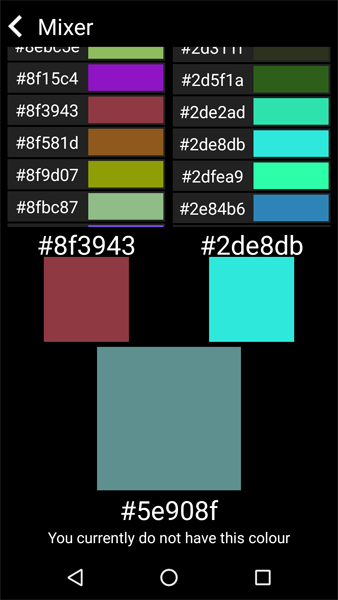 Mixer
#8ebc5e
#8f15c4
#8f3943
#8f581d
#8f9d07
#8fbc87
#2d311f
#2d5f1a
#2de2ad
#2de8db
#2dfea9
#2e84b6
#8f3943
#2de8db
#5e908f
You currently do not have this colour